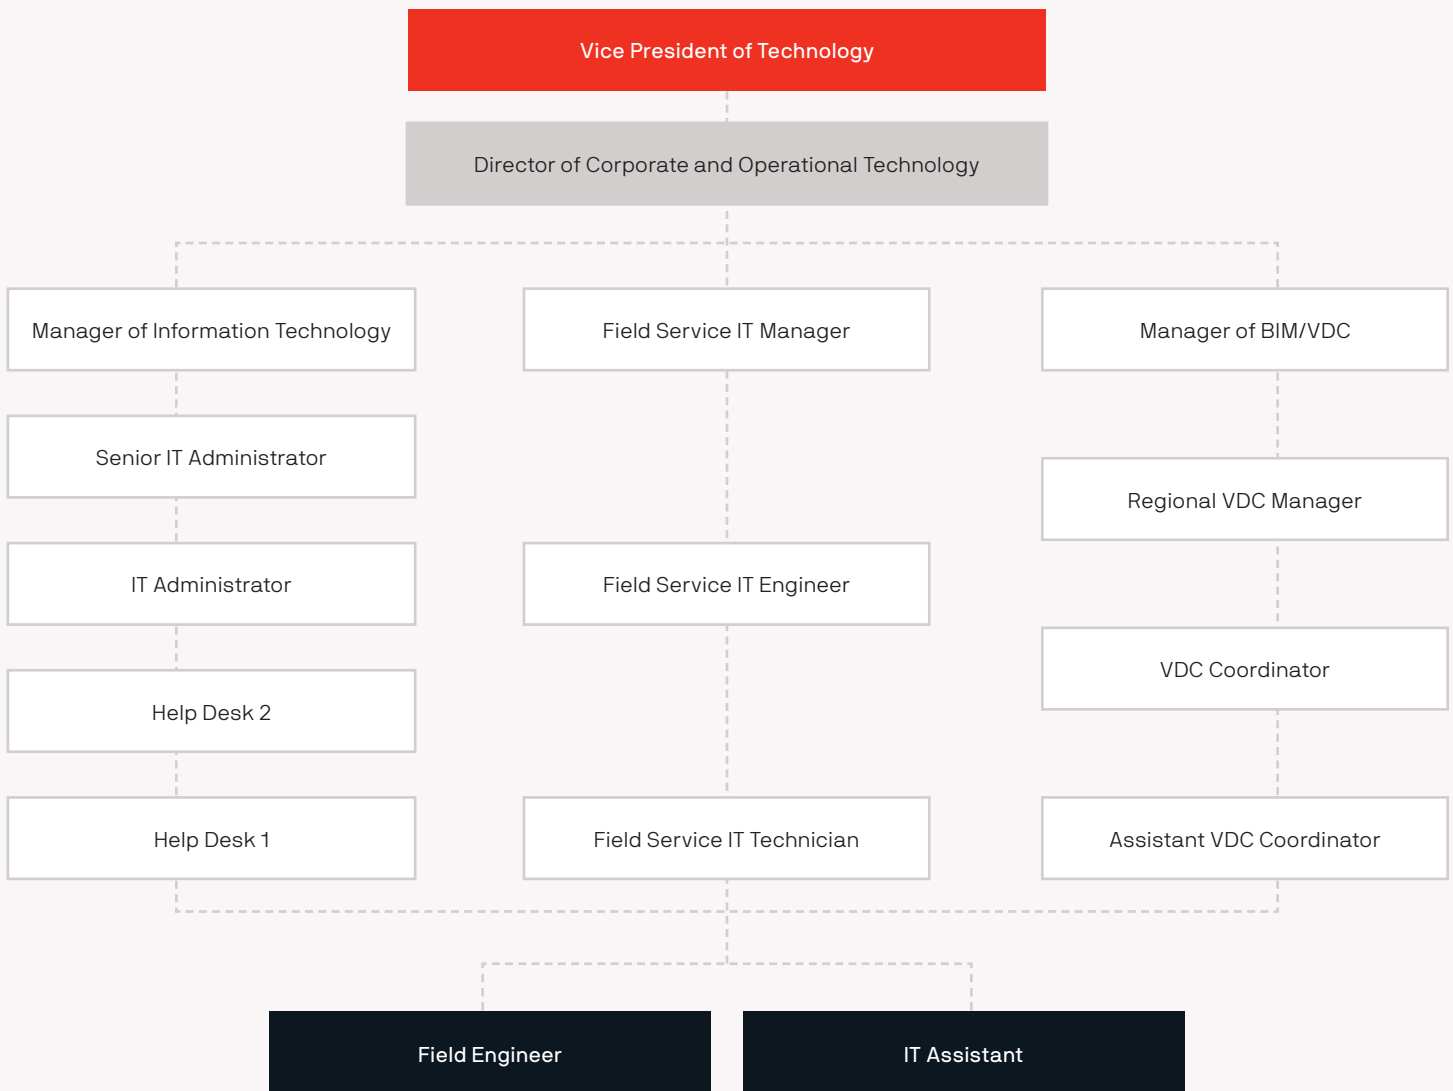 Vice President of Technology
Director of Corporate and Operational Technology
Manager of Information Technology
Field Service IT Manager
Manager of BIM/VDC
Senior IT Administrator
Regional VDC Manager
IT Administrator
Field Service IT Engineer
VDC Coordinator
Help Desk 2
Help Desk 1
Field Service IT Technician
Assistant VDC Coordinator
Field Engineer
IT Assistant